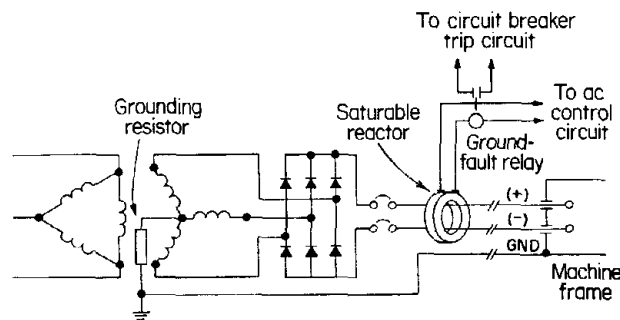 To circuit breaker
trip circuit
Grounding
resistor
Saturable
reactor
To ac
control
circuit
Ground-
fault relay
(+)
(-)
GND
Machine
frame